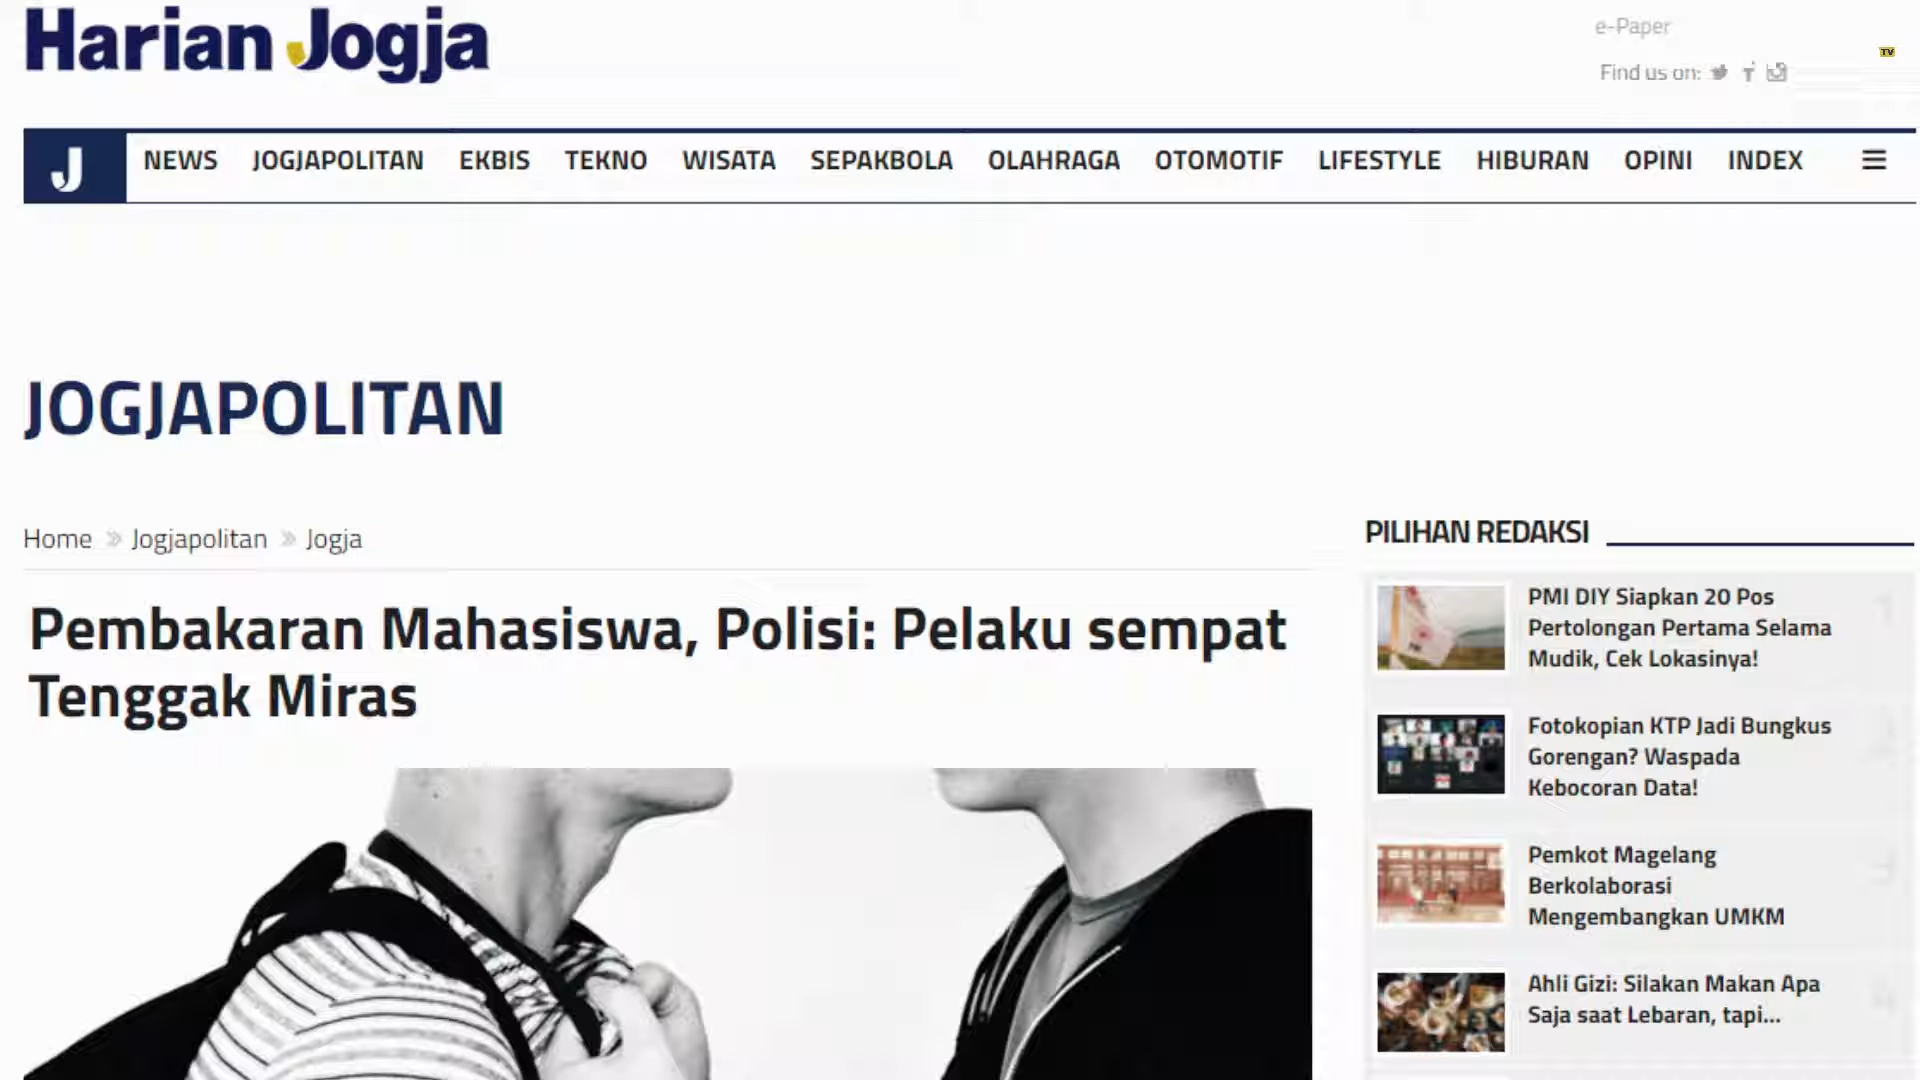 Harian Jogja
e-Paper
Find us on:
TV
J
NEWS JOGJAPOLITAN EKBIS TEKNO WISATA SEPAKBOLA OLAHRAGA OTOMOTIF LIFESTYLE HIBURAN OPINI INDEX
JOGJAPOLITAN
Home » Jogjapolitan » Jogja
Pembakaran Mahasiswa, Polisi: Pelaku sempat
Tenggak Miras
PILIHAN REDAKSI
PMI DIY Siapkan 20 Pos
Pertolongan Pertama Selama
Mudik, Cek Lokasinya!
Fotokopian KTP Jadi Bungkus
Gorengan? Waspada
Kebocoran Data!
Pemkot Magelang
Berkolaborasi
Mengembangkan UMKM
Ahli Gizi: Silakan Makan Apa
Saja saat Lebaran, tapi...